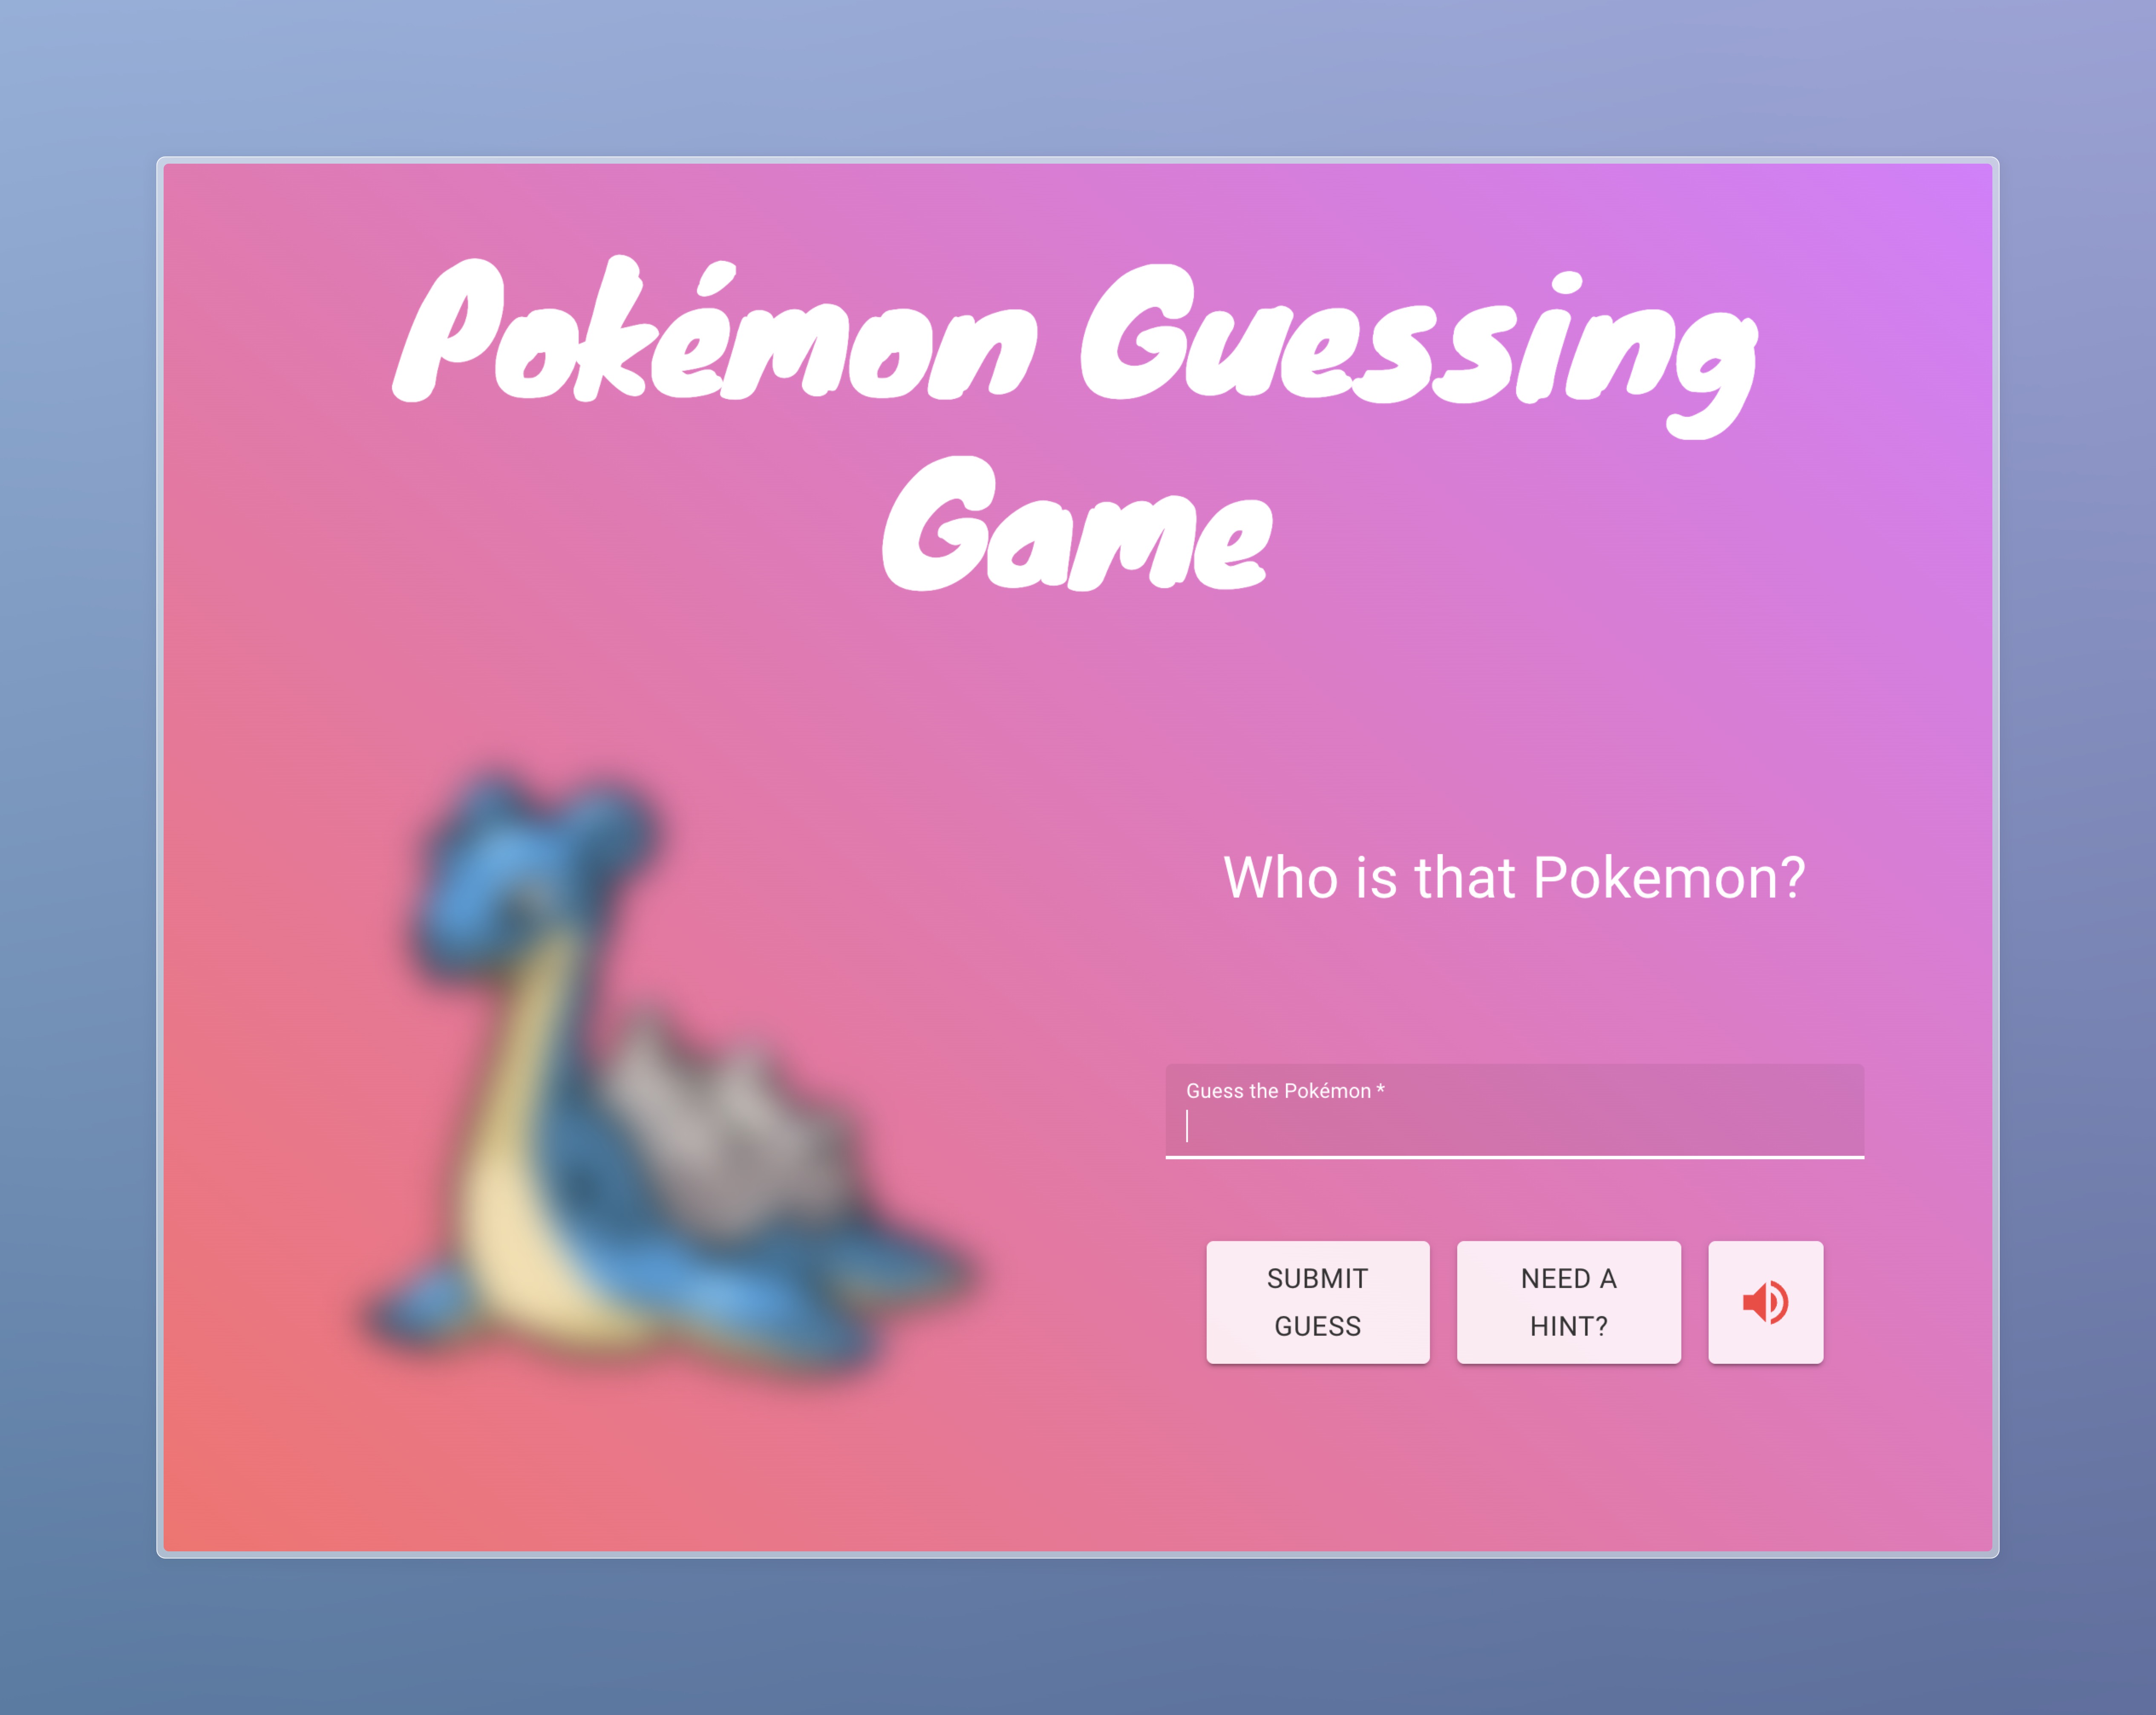 Pokémon Guessing
Game
Who is that Pokemon?
Guess the Pokémon *
SUBMIT
GUESS
NEED A
HINT?